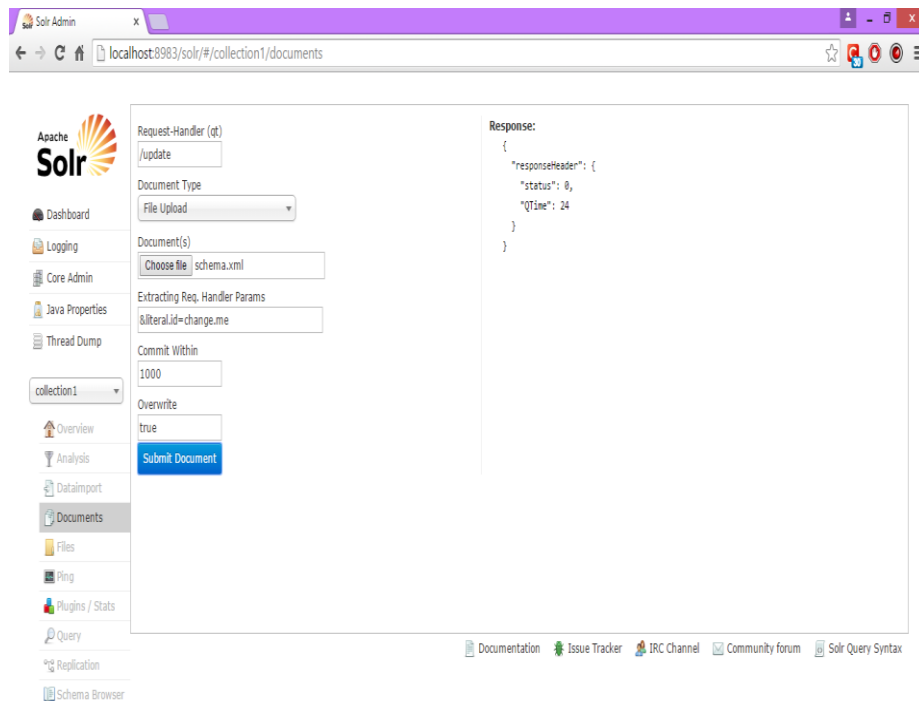 Solr Admin
localhost:8983/solr/#/collection1/documents
Apache
Solr
Dashboard
Logging
Core Admin
Java Properties
Thread Dump
collection1
Overview
Analysis
Dataimport
Documents
Files
Ping
Plugins / Stats
Query
Replication
Schema Browser
Request-Handler (qt)
/update
Document Type
File Upload
Document(s)
Choose file schema.xml
Extracting Req. Handler Params
&literal.id=change.me
Commit Within
1000
Overwrite
true
Submit Document
Response:
{
"responseHeader": {
"status": 0,
"QTime": 24
}
}
Documentation Issue Tracker IRC Channel Community forum Solr Query Syntax